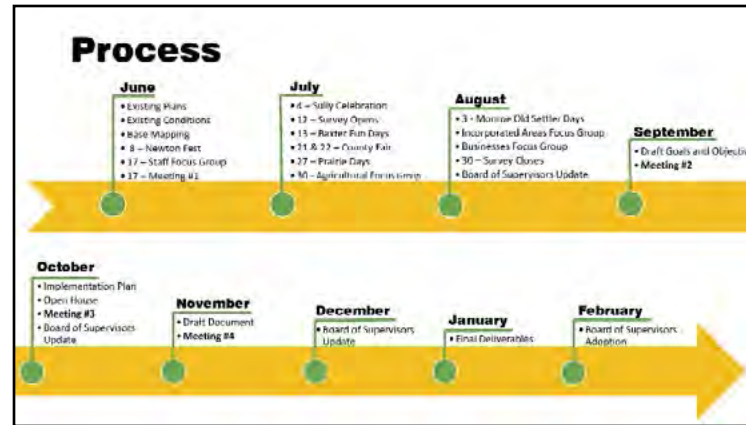 Process
June
• Existing Plans
• Existing Conditions
• Base Mapping
• 8 – Newton Fest
• 17 – Staff Focus Group
• 17 – Meeting #1
July
• 4 – Sully Celebration
• 12 – Survey Opens
• 13 – Baxter Fun Days
• 21 & 22 – County Fair
• 27 – Prairie Days
• 30 – Agricultural Focus Group
August
• 3 - Monroe Old Settler Days
• Incorporated Areas Focus Group
• Businesses Focus Group
• 30 – Survey Closes
• Board of Supervisors Update
September
• Draft Goals and Objectiv
• Meeting #2
October
• Implementation Plan
• Open House
• Meeting #3
• Board of Supervisors
Update
November
• Draft Document
• Meeting #4
December
• Board of Supervisors
Update
January
• Final Deliverables
February
• Board of Supervisors
Adoption